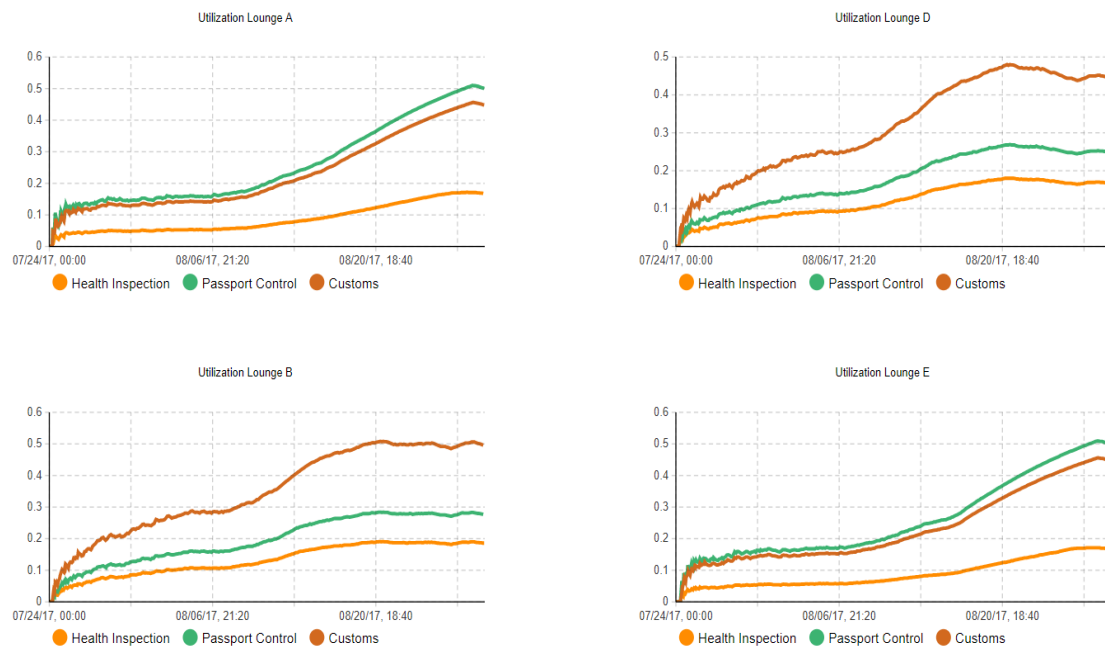 Utilization Lounge A
0.6
0.5
0.4
0.3
0.2
0.1
0
07/24/17, 00:00 08/06/17, 21:20 08/20/17, 18:40
Health Inspection Passport Control Customs
Utilization Lounge D
0.5
0.4
0.3
0.2
0.1
0
07/24/17, 00:00 08/06/17, 21:20 08/20/17, 18:40
Health Inspection Passport Control Customs
Utilization Lounge B
0.6
0.5
0.4
0.3
0.2
0.1
0
07/24/17, 00:00 08/06/17, 21:20 08/20/17, 18:40
Health Inspection Passport Control Customs
Utilization Lounge E
0.6
0.5
0.4
0.3
0.2
0.1
0
07/24/17, 00:00 08/06/17, 21:20 08/20/17, 18:40
Health Inspection Passport Control Customs